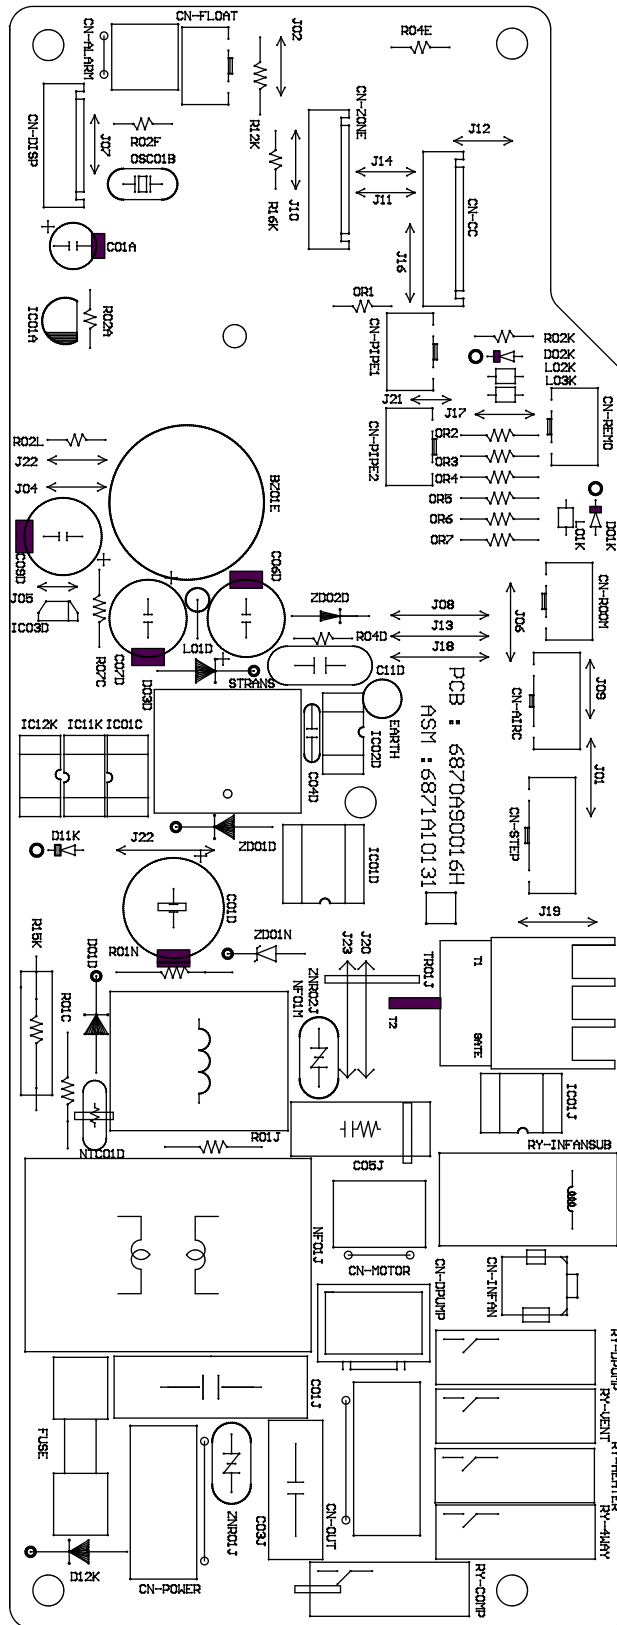 CN-FLOAT
CN-ALARM
J02
R04E
R12K
CN-ZONE
J12
CN-DISP
J07
R02F
OSC01B
J14
J11
R16K
J10
CN-CC
J16
C01A
IC01A
R02A
OR1
CN-PIPE1
R02K
D02K
L02K
L03K
J21
J17
CN-REMO
R02L
J22
J04
BZ01E
CN-PIPE2
OR2
OR3
OR4
OR5
OR6
OR7
L01K
D01K
C09D
J05
IC03D
R07C
C07D
C06D
L01D
ZD02D
R04D
J08
J13
J18
J06
CN-ROOM
D03D
STRANS
C11D
EARTH
IC02D
C04D
PCB : 6870A90016H
ASM : 6871A10131
CN-AIRC
J09
J01
IC12K
IC11K
IC01C
CN-STEP
D11K
J22
ZD01D
IC01D
C01D
J19
R15K
D01D
R01N
ZD01N
J23
J20
TR01J
T1
T2
GATE
R01C
ZNR02J
NF01M
NTC01D
R01J
C05J
IC01J
RY-INFANSUB
NF01J
CN-MOTOR
CN-DPUMP
CN-INFAN
RY-DPUMP
RY-VENT
RY-HEATER
RY-4WAY
C01J
FUSE
ZNR01J
C03J
CN-OUT
D12K
CN-POWER
RY-COMP